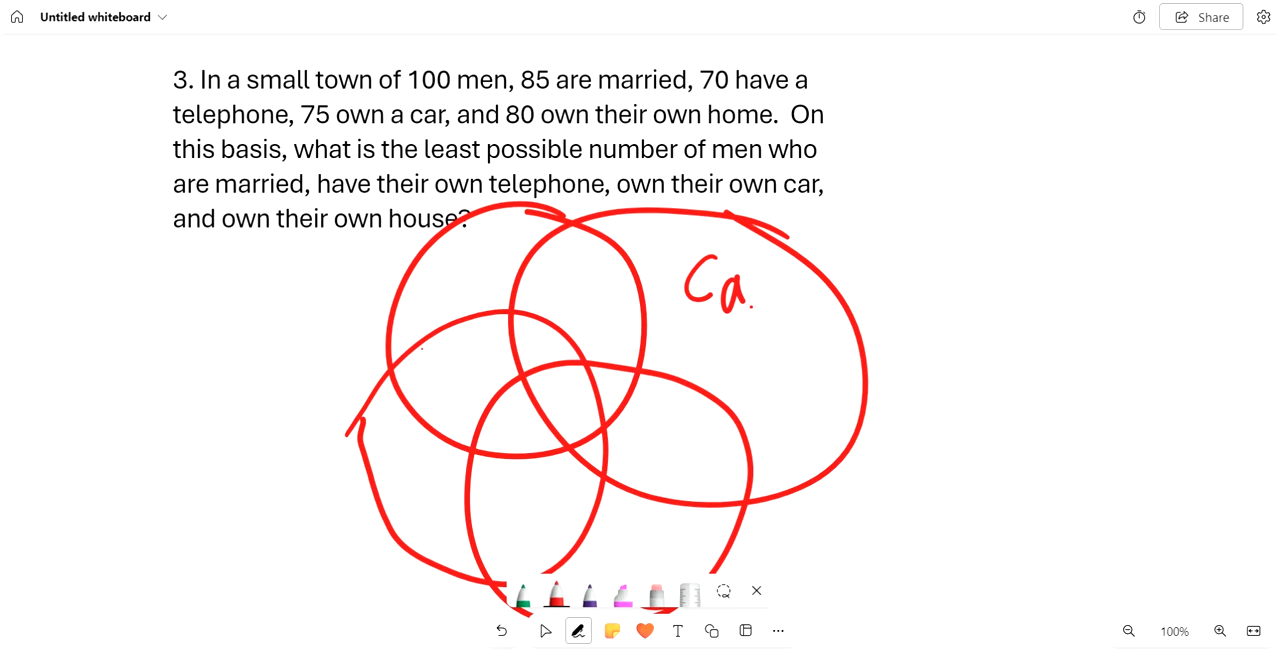 Untitled whiteboard
Share
3. In a small town of 100 men, 85 are married, 70 have a
telephone, 75 own a car, and 80 own their own home. On
this basis, what is the least possible number of men who
are married, have their own telephone, own their own car,
and own their own house?
Ca.
T
100%